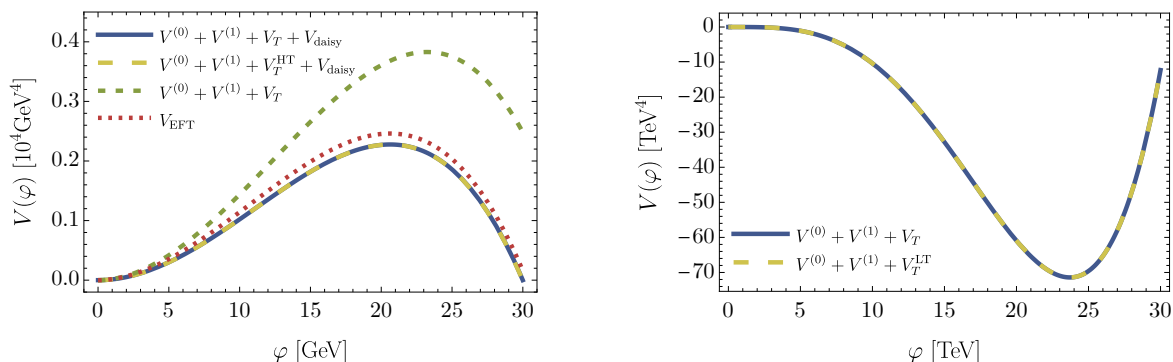 V(φ) [10⁴GeV⁴]
0.4
0.3
0.2
0.1
0.0
V⁽⁰⁾ + V⁽¹⁾ + V_T + V_daisy
V⁽⁰⁾ + V⁽¹⁾ + V_T^HT + V_daisy
V⁽⁰⁾ + V⁽¹⁾ + V_T
V_EFT
0 5 10 15 20 25 30
φ [GeV]
V(φ) [TeV⁴]
0
−10
−20
−30
−40
−50
−60
−70
V⁽⁰⁾ + V⁽¹⁾ + V_T
V⁽⁰⁾ + V⁽¹⁾ + V_T^LT
0 5 10 15 20 25 30
φ [TeV]